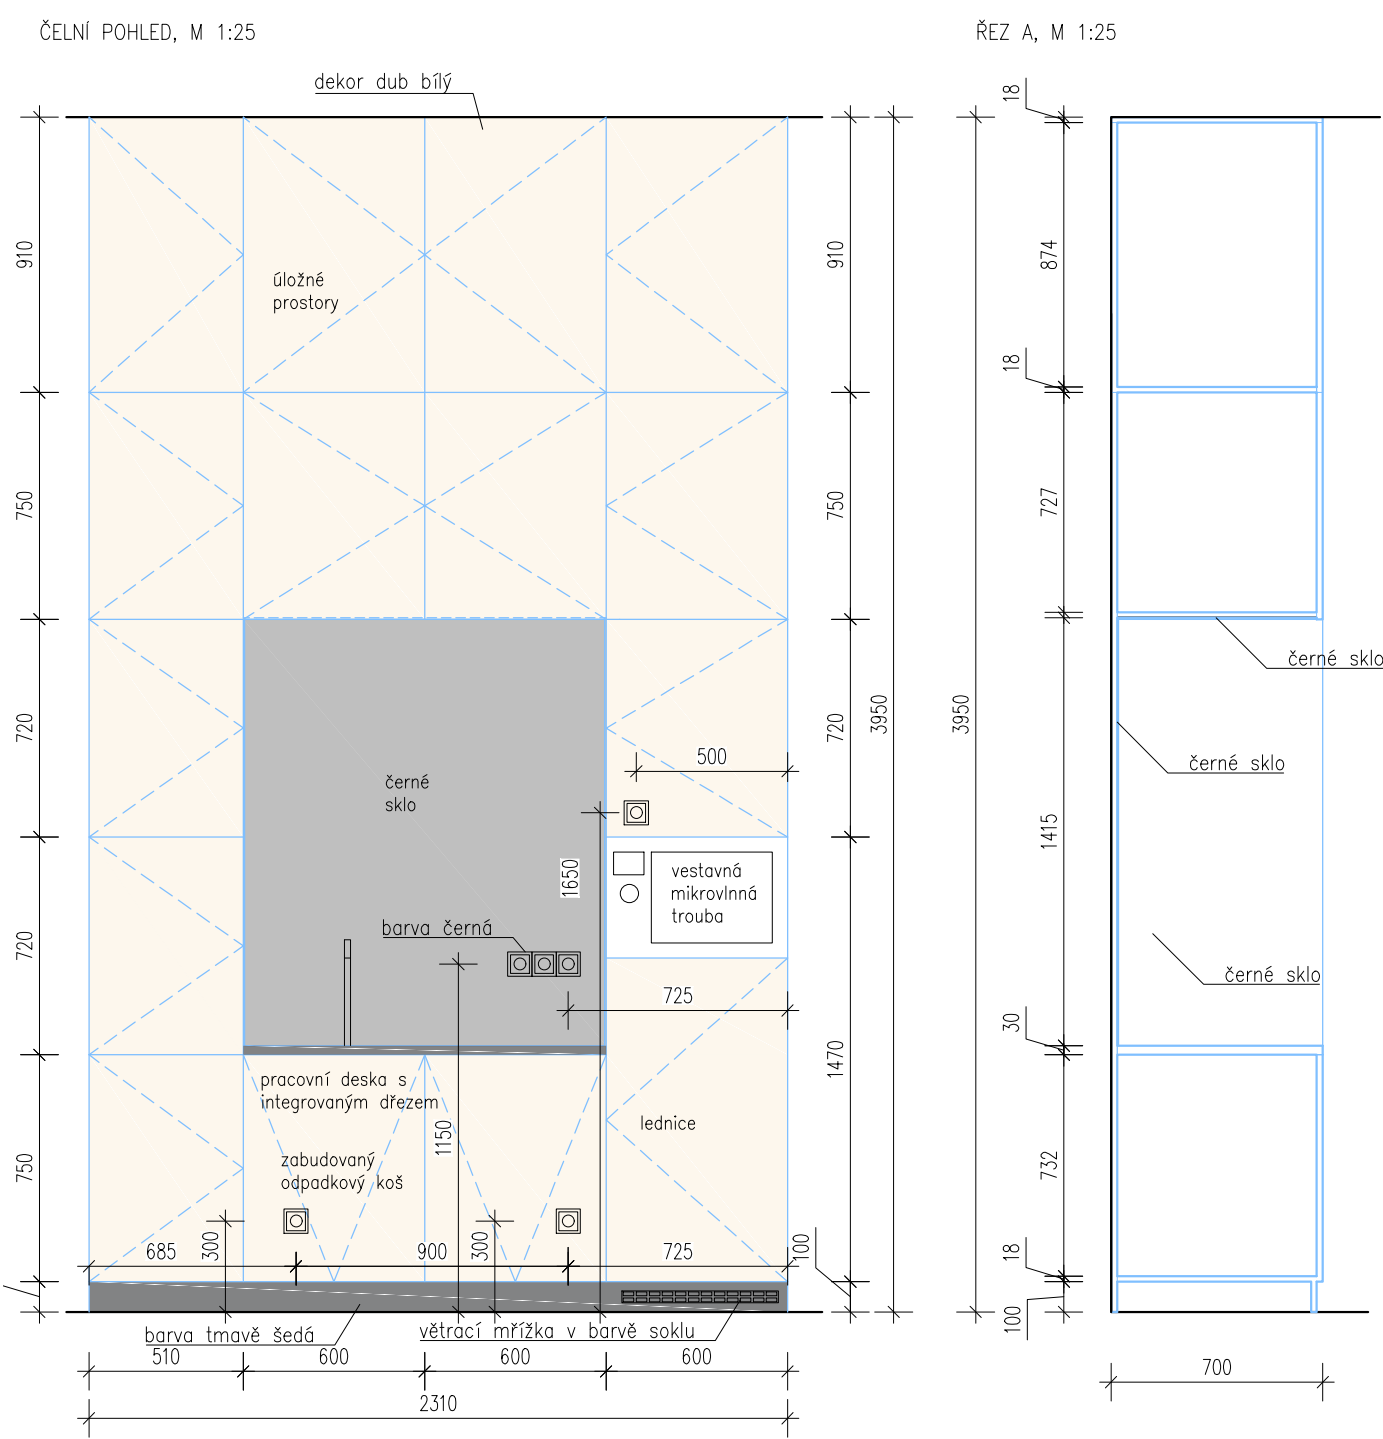 ČELNÍ POHLED, M 1:25
ŘEZ A, M 1:25
dekor dub bílý
910
750
720
720
750
úložné
prostory
černé
sklo
barva černá
1650
1150
500
vestavná
mikrovlnná
trouba
725
pracovní deska s
integrovaným dřezem
zabudovaný
odpadkový koš
lednice
300
300
685
900
725
100
barva tmavě šedá
větrací mřížka v barvě soklu
510
600
600
600
2310
910
750
720
1470
3950
3950
18
874
18
727
1415
30
732
18
100
černé sklo
černé sklo
černé sklo
700